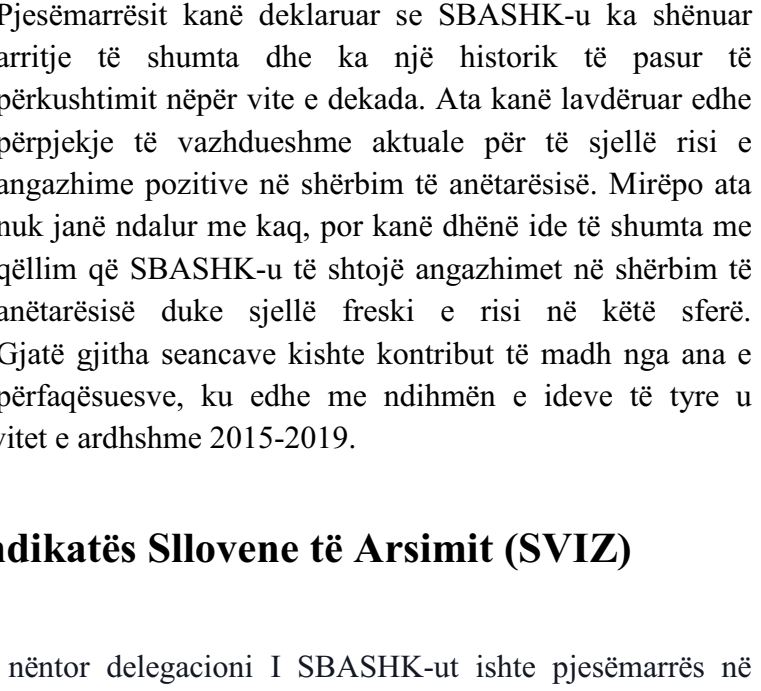 Pjesëmarrësit kanë deklaruar se SBASHK-u ka shënuar
arritje të shumta dhe ka një historik të pasur të
përkushtimit nëpër vite e dekada. Ata kanë lavdëruar edhe
përpjekje të vazhdueshme aktuale për të sjellë risi e
angazhime pozitive në shërbim të anëtarësisë. Mirëpo ata
nuk janë ndalur me kaq, por kanë dhënë ide të shumta me
qëllim që SBASHK-u të shtojë angazhimet në shërbim të
anëtarësisë duke sjellë freski e risi në këtë sferë.
Gjatë gjitha seancave kishte kontribut të madh nga ana e
përfaqësuesve, ku edhe me ndihmën e ideve të tyre u
vitet e ardhshme 2015-2019.
ndikatës Sllovene të Arsimit (SVIZ)
nëntor delegacioni I SBASHK-ut ishte pjesëmarrës në